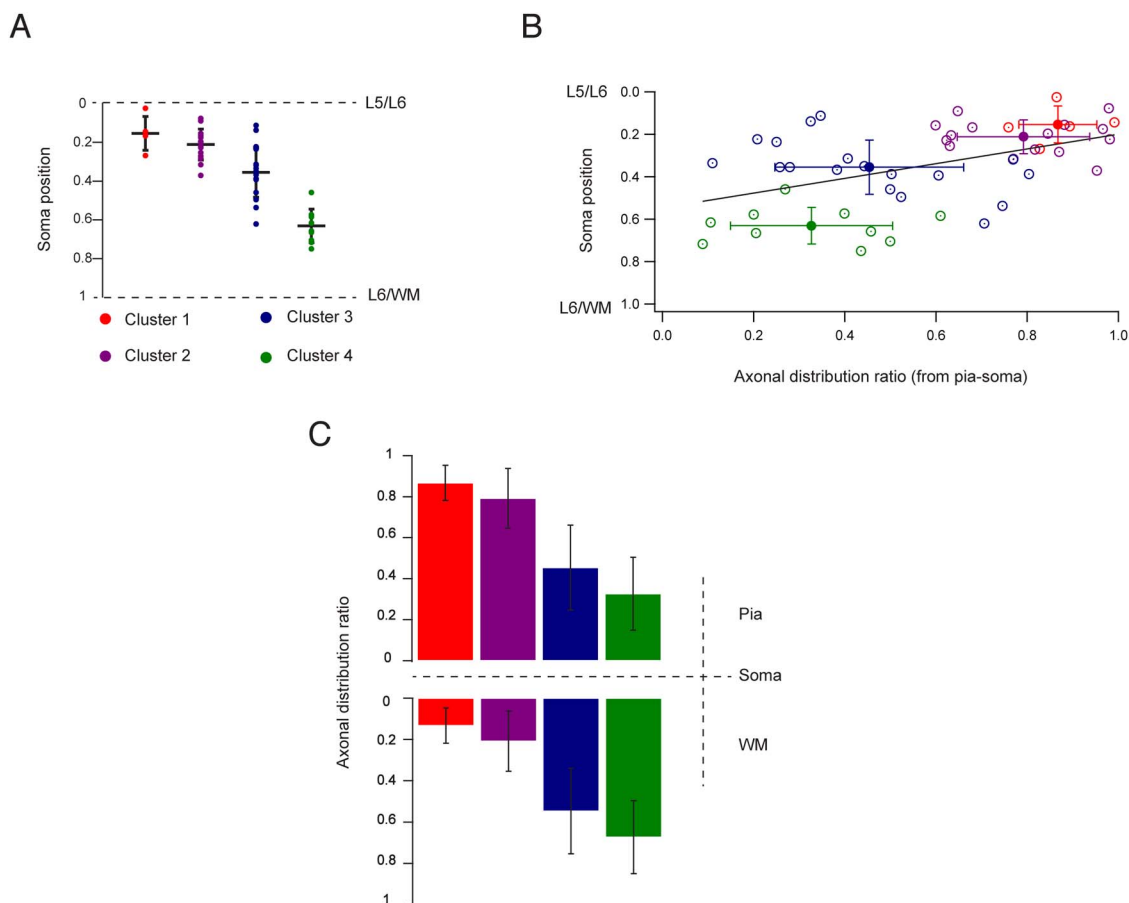 A
B
0
0.2
0.4
0.6
0.8
1
Soma position
L5/L6
L6/WM
Cluster 1
Cluster 2
Cluster 3
Cluster 4
L5/L6
0.0
0.2
0.4
0.6
0.8
L6/WM 1.0
Soma position
0.0 0.2 0.4 0.6 0.8 1.0
Axonal distribution ratio (from pia-soma)
C
1
0.8
0.6
0.4
0.2
0
0
0.2
0.4
0.6
0.8
1
Axonal distribution ratio
Pia
Soma
WM